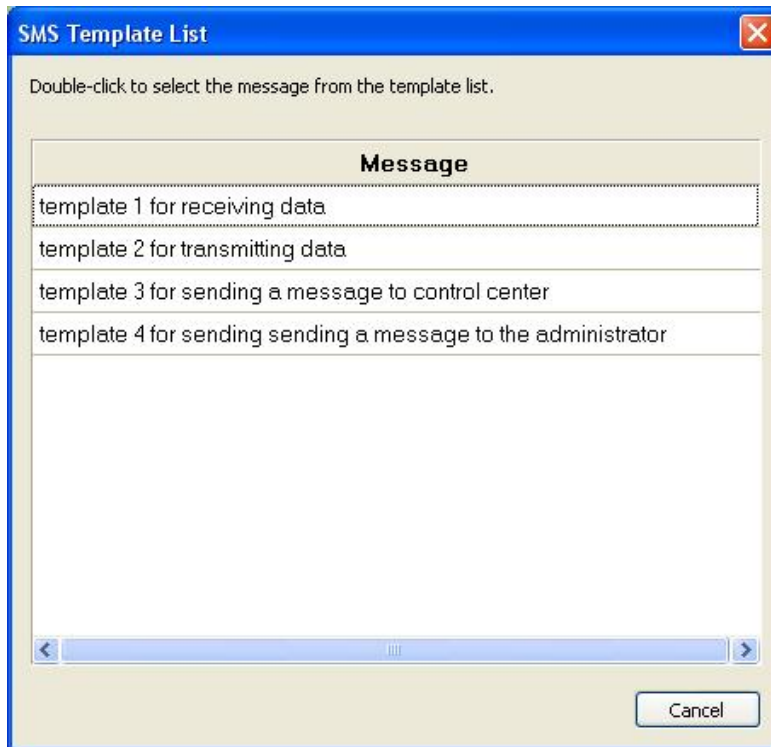 SMS Template List
Double-click to select the message from the template list.
Message
template 1 for receiving data
template 2 for transmitting data
template 3 for sending a message to control center
template 4 for sending sending a message to the administrator
Cancel